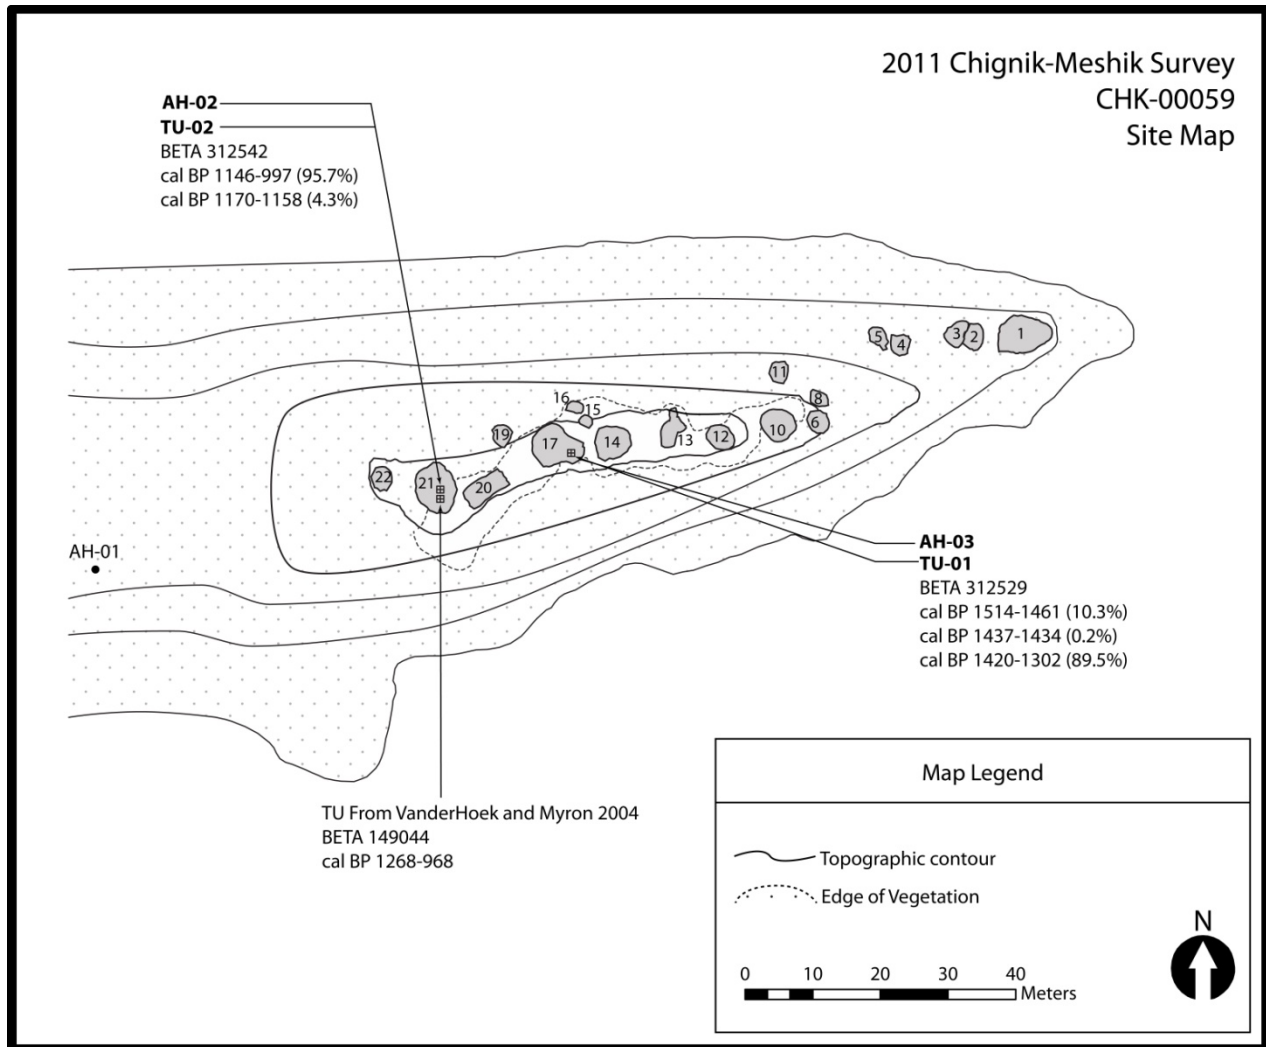 2011 Chignik-Meshik Survey
CHK-00059
Site Map
AH-02
TU-02
BETA 312542
cal BP 1146-997 (95.7%)
cal BP 1170-1158 (4.3%)
5
4
3
2
1
11
8
6
16
15
10
19
17
14
13
12
22
21
20
AH-01
AH-03
TU-01
BETA 312529
cal BP 1514-1461 (10.3%)
cal BP 1437-1434 (0.2%)
cal BP 1420-1302 (89.5%)
TU From VanderHoek and Myron 2004
BETA 149044
cal BP 1268-968
Map Legend
Topographic contour
Edge of Vegetation
N
0 10 20 30 40
Meters